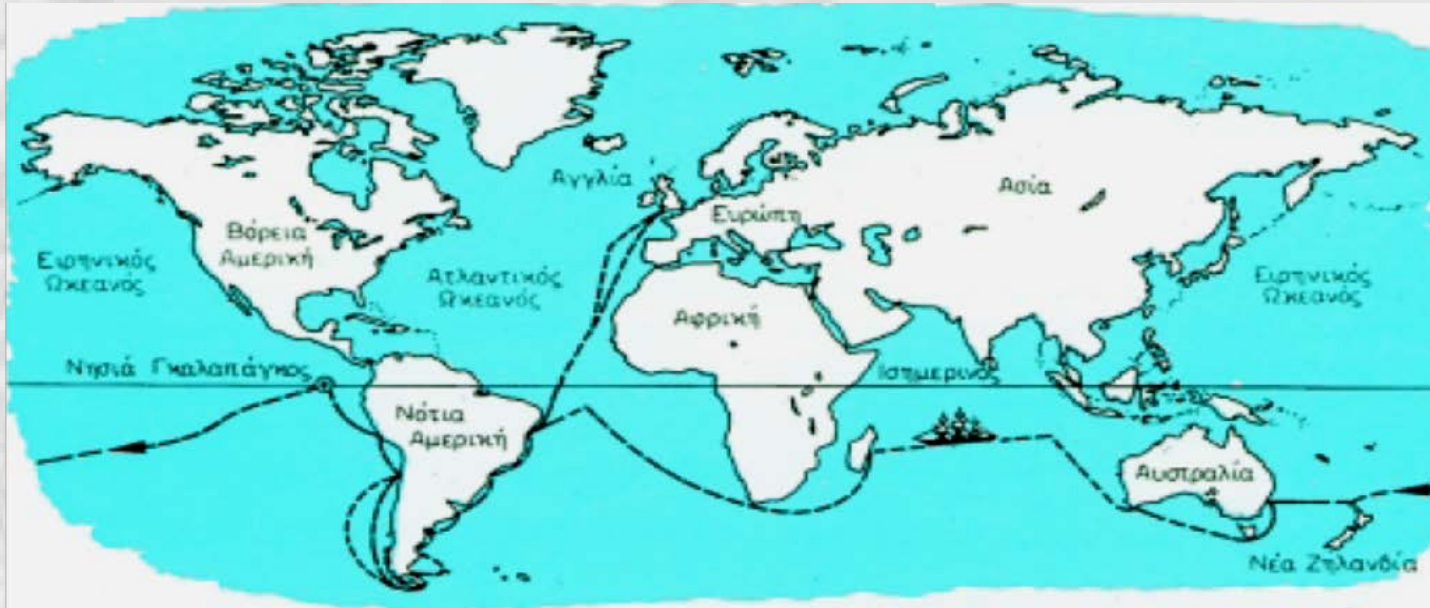 Αγγλία
Ασία
Ευρώπη
Βόρεια
Αμερική
Ειρηνικός
Ωκεανός
Ατλαντικός
Ωκεανός
Ειρηνικός
Ωκεανός
Αφρική
Νησιά Γκαλαπάγκος
Ισημερινός
Νότια
Αμερική
Αυστραλία
Νέα Ζηλανδία